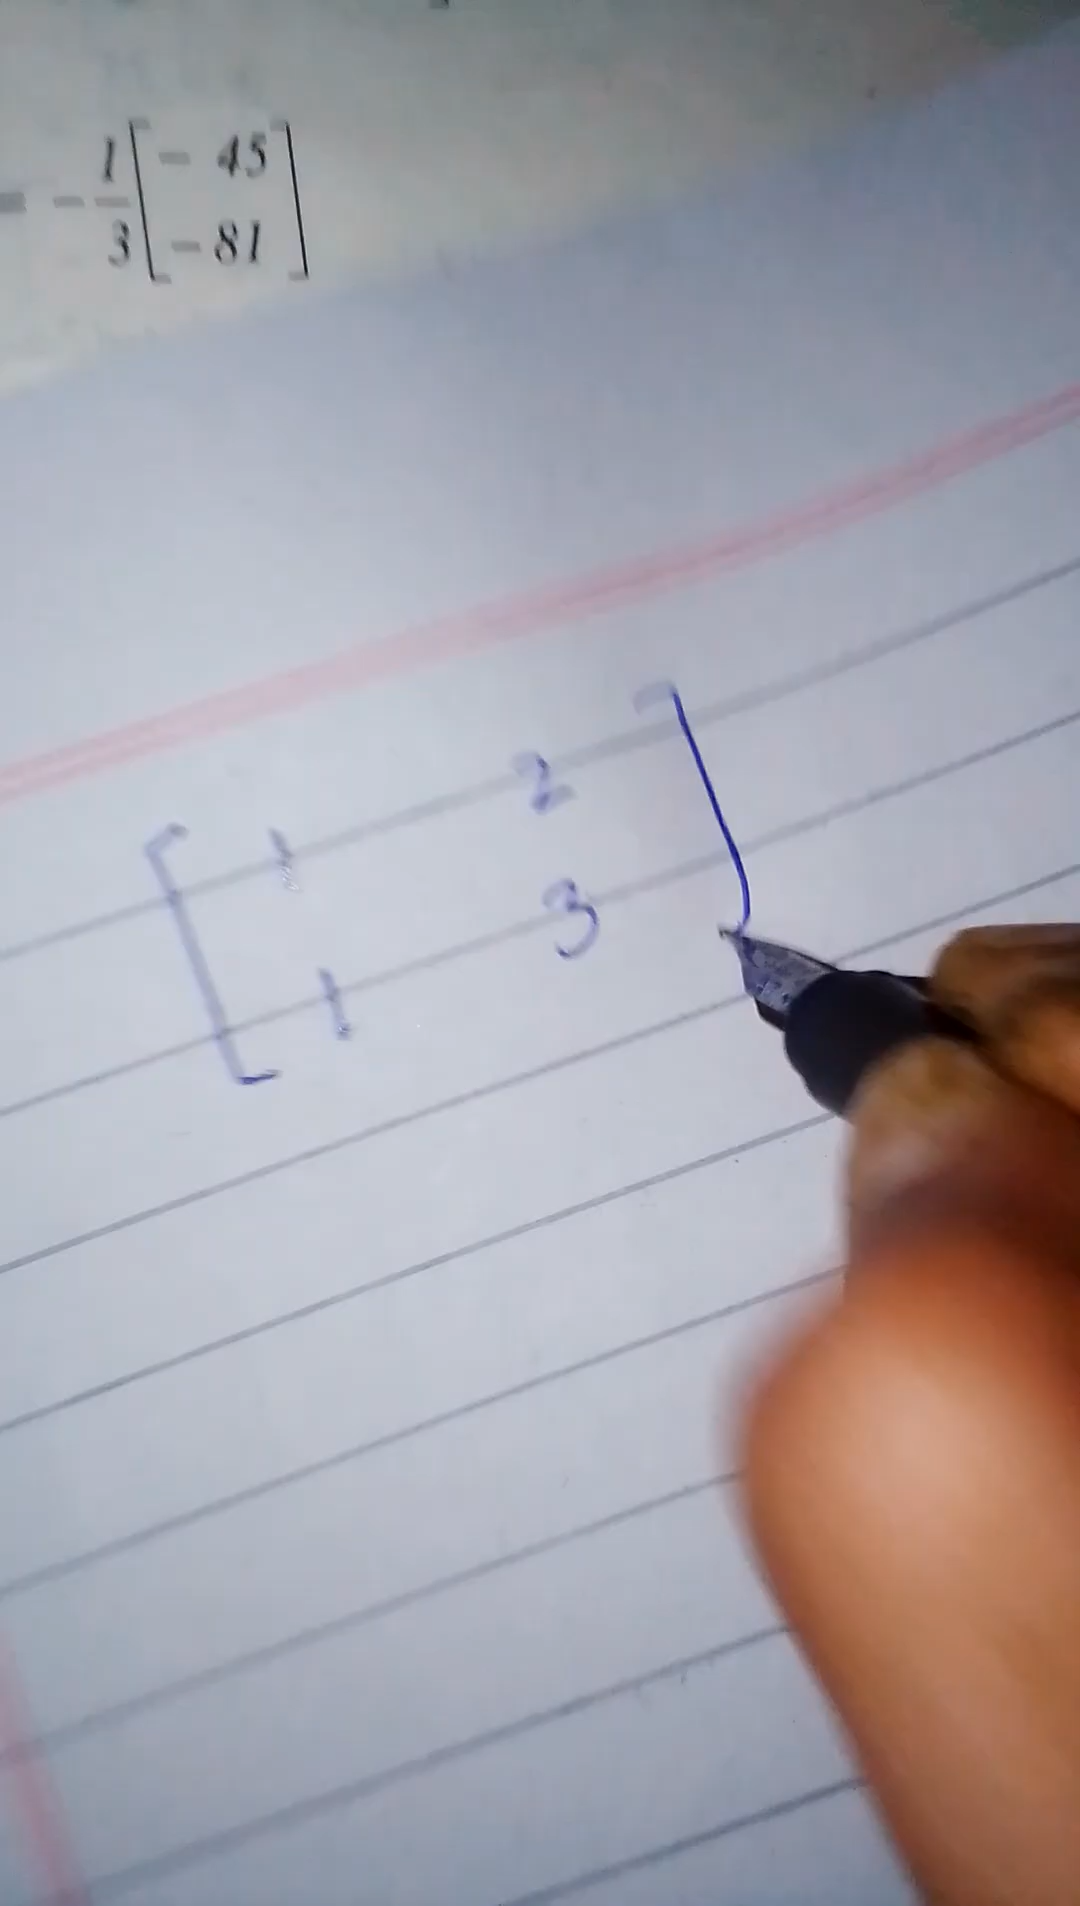 = -1/3 [ - 45
- 81 ]
[ 1 2
1 3 ]